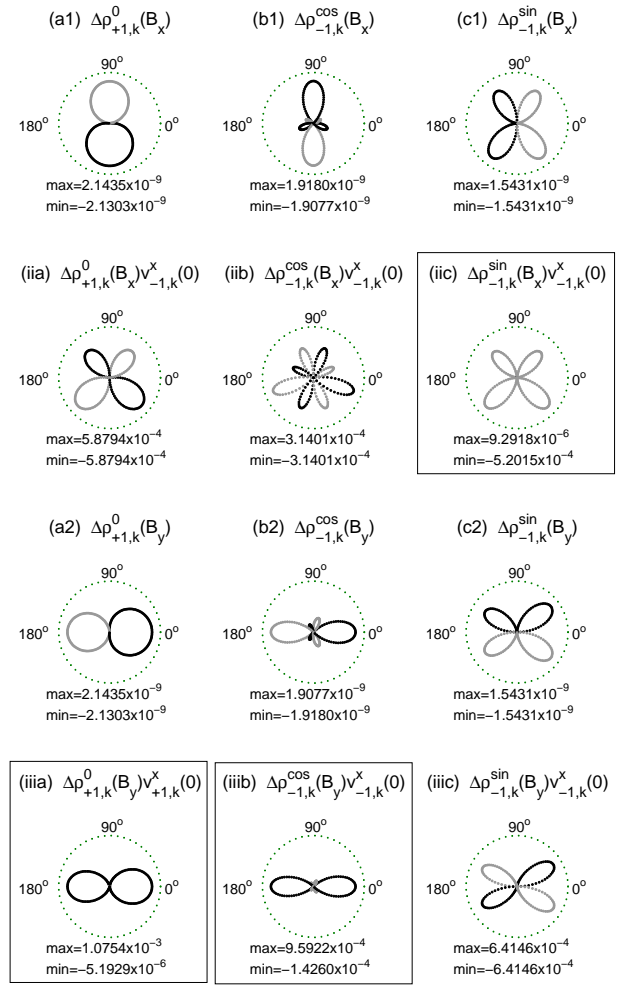 (a1) Δρ⁰₊₁,ₖ(Bₓ) (b1) Δρᶜᵒˢ₋₁,ₖ(Bₓ) (c1) Δρˢⁱⁿ₋₁,ₖ(Bₓ)
90° 90° 90°
180° 0° 180° 0° 180° 0°
max=2.1435x10⁻⁹ max=1.9180x10⁻⁹ max=1.5431x10⁻⁹
min=−2.1303x10⁻⁹ min=−1.9077x10⁻⁹ min=−1.5431x10⁻⁹
(iia) Δρ⁰₊₁,ₖ(Bₓ)vˣ₋₁,ₖ(0) (iib) Δρᶜᵒˢ₋₁,ₖ(Bₓ)vˣ₋₁,ₖ(0) (iic) Δρˢⁱⁿ₋₁,ₖ(Bₓ)vˣ₋₁,ₖ(0)
90° 90° 90°
180° 0° 180° 0° 180° 0°
max=5.8794x10⁻⁴ max=3.1401x10⁻⁴ max=9.2918x10⁻⁶
min=−5.8794x10⁻⁴ min=−3.1401x10⁻⁴ min=−5.2015x10⁻⁴
(a2) Δρ⁰₊₁,ₖ(B_y) (b2) Δρᶜᵒˢ₋₁,ₖ(B_y) (c2) Δρˢⁱⁿ₋₁,ₖ(B_y)
90° 90° 90°
180° 0° 180° 0° 180° 0°
max=2.1435x10⁻⁹ max=1.9077x10⁻⁹ max=1.5431x10⁻⁹
min=−2.1303x10⁻⁹ min=−1.9180x10⁻⁹ min=−1.5431x10⁻⁹
(iiia) Δρ⁰₊₁,ₖ(B_y)vˣ₊₁,ₖ(0) (iiib) Δρᶜᵒˢ₋₁,ₖ(B_y)vˣ₋₁,ₖ(0) (iiic) Δρˢⁱⁿ₋₁,ₖ(B_y)vˣ₋₁,ₖ(0)
90° 90° 90°
180° 0° 180° 0° 180° 0°
max=1.0754x10⁻³ max=9.5922x10⁻⁴ max=6.4146x10⁻⁴
min=−5.1929x10⁻⁶ min=−1.4260x10⁻⁴ min=−6.4146x10⁻⁴